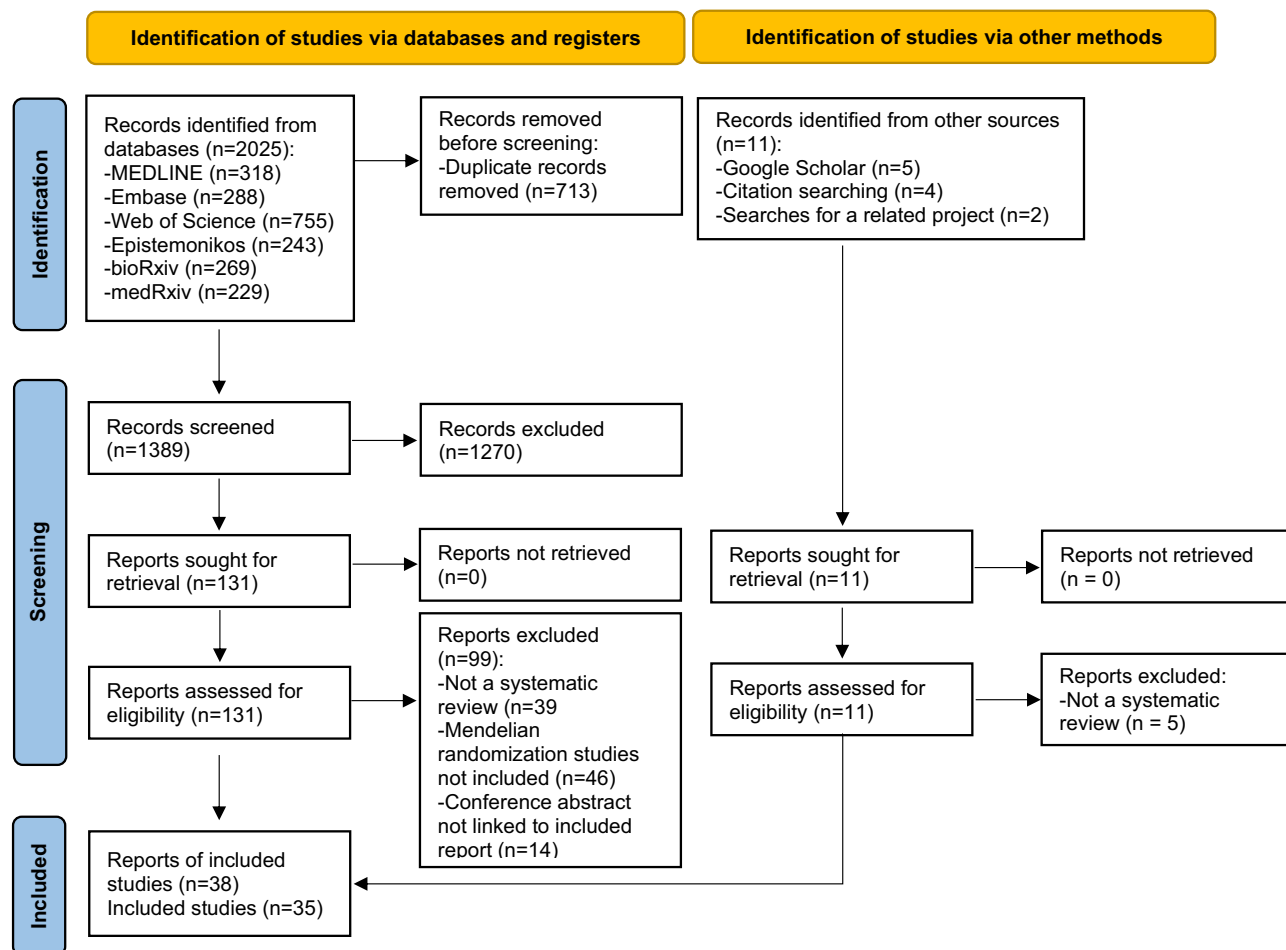 Identification of studies via databases and registers
Identification of studies via other methods
Identification
Records identified from
databases (n=2025):
-MEDLINE (n=318)
-Embase (n=288)
-Web of Science (n=755)
-Epistemonikos (n=243)
-bioRxiv (n=269)
-medRxiv (n=229)
Records removed
before screening:
-Duplicate records
removed (n=713)
Records identified from other sources
(n=11):
-Google Scholar (n=5)
-Citation searching (n=4)
-Searches for a related project (n=2)
Screening
Records screened
(n=1389)
Records excluded
(n=1270)
Reports sought for
retrieval (n=131)
Reports not retrieved
(n=0)
Reports sought for
retrieval (n=11)
Reports not retrieved
(n = 0)
Reports assessed for
eligibility (n=131)
Reports excluded
(n=99):
-Not a systematic
review (n=39
-Mendelian
randomization studies
not included (n=46)
-Conference abstract
not linked to included
report (n=14)
Reports assessed for
eligibility (n=11)
Reports excluded:
-Not a systematic
review (n = 5)
Included
Reports of included
studies (n=38)
Included studies (n=35)